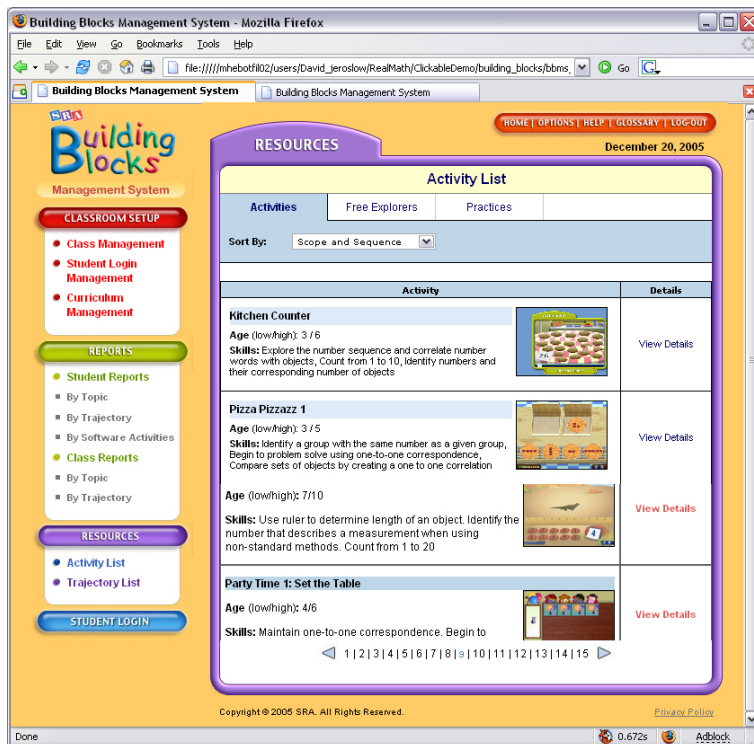 Building Blocks Management System - Mozilla Firefox
File Edit View Go Bookmarks Tools Help
file://///mhebotfil02/users/David_jeroslow/RealMath/ClickableDemo/building_blocks/bbms_ Go
Building Blocks Management System
Building Blocks Management System
SRA
Building
Blocks
Management System
HOME | OPTIONS | HELP | GLOSSARY | LOG-OUT
RESOURCES
December 20, 2005
CLASSROOM SETUP
Class Management
Student Login
Management
Curriculum
Management
REPORTS
Student Reports
By Topic
By Trajectory
By Software Activities
Class Reports
By Topic
By Trajectory
RESOURCES
Activity List
Trajectory List
STUDENT LOGIN
Activity List
Activities Free Explorers Practices
Sort By: Scope and Sequence
Activity Details
Kitchen Counter
Age (low/high): 3 / 6
Skills: Explore the number sequence and correlate number
words with objects, Count from 1 to 10, Identify numbers and
their corresponding number of objects
View Details
Pizza Pizzazz 1
Age (low/high): 3 / 5
Skills: Identify a group with the same number as a given group,
Begin to problem solve using one-to-one correspondence,
Compare sets of objects by creating a one to one correlation
View Details
Age (low/high): 7/10
Skills: Use ruler to determine length of an object. Identify the
number that describes a measurement when using
non-standard methods. Count from 1 to 20
4
View Details
Party Time 1: Set the Table
Age (low/high): 4/6
Skills: Maintain one-to-one correspondence. Begin to
View Details
1|2|3|4|5|6|7|8|9|10|11|12|13|14|15
Copyright © 2005 SRA. All Rights Reserved.
Privacy Policy
Done 0.672s Adblock